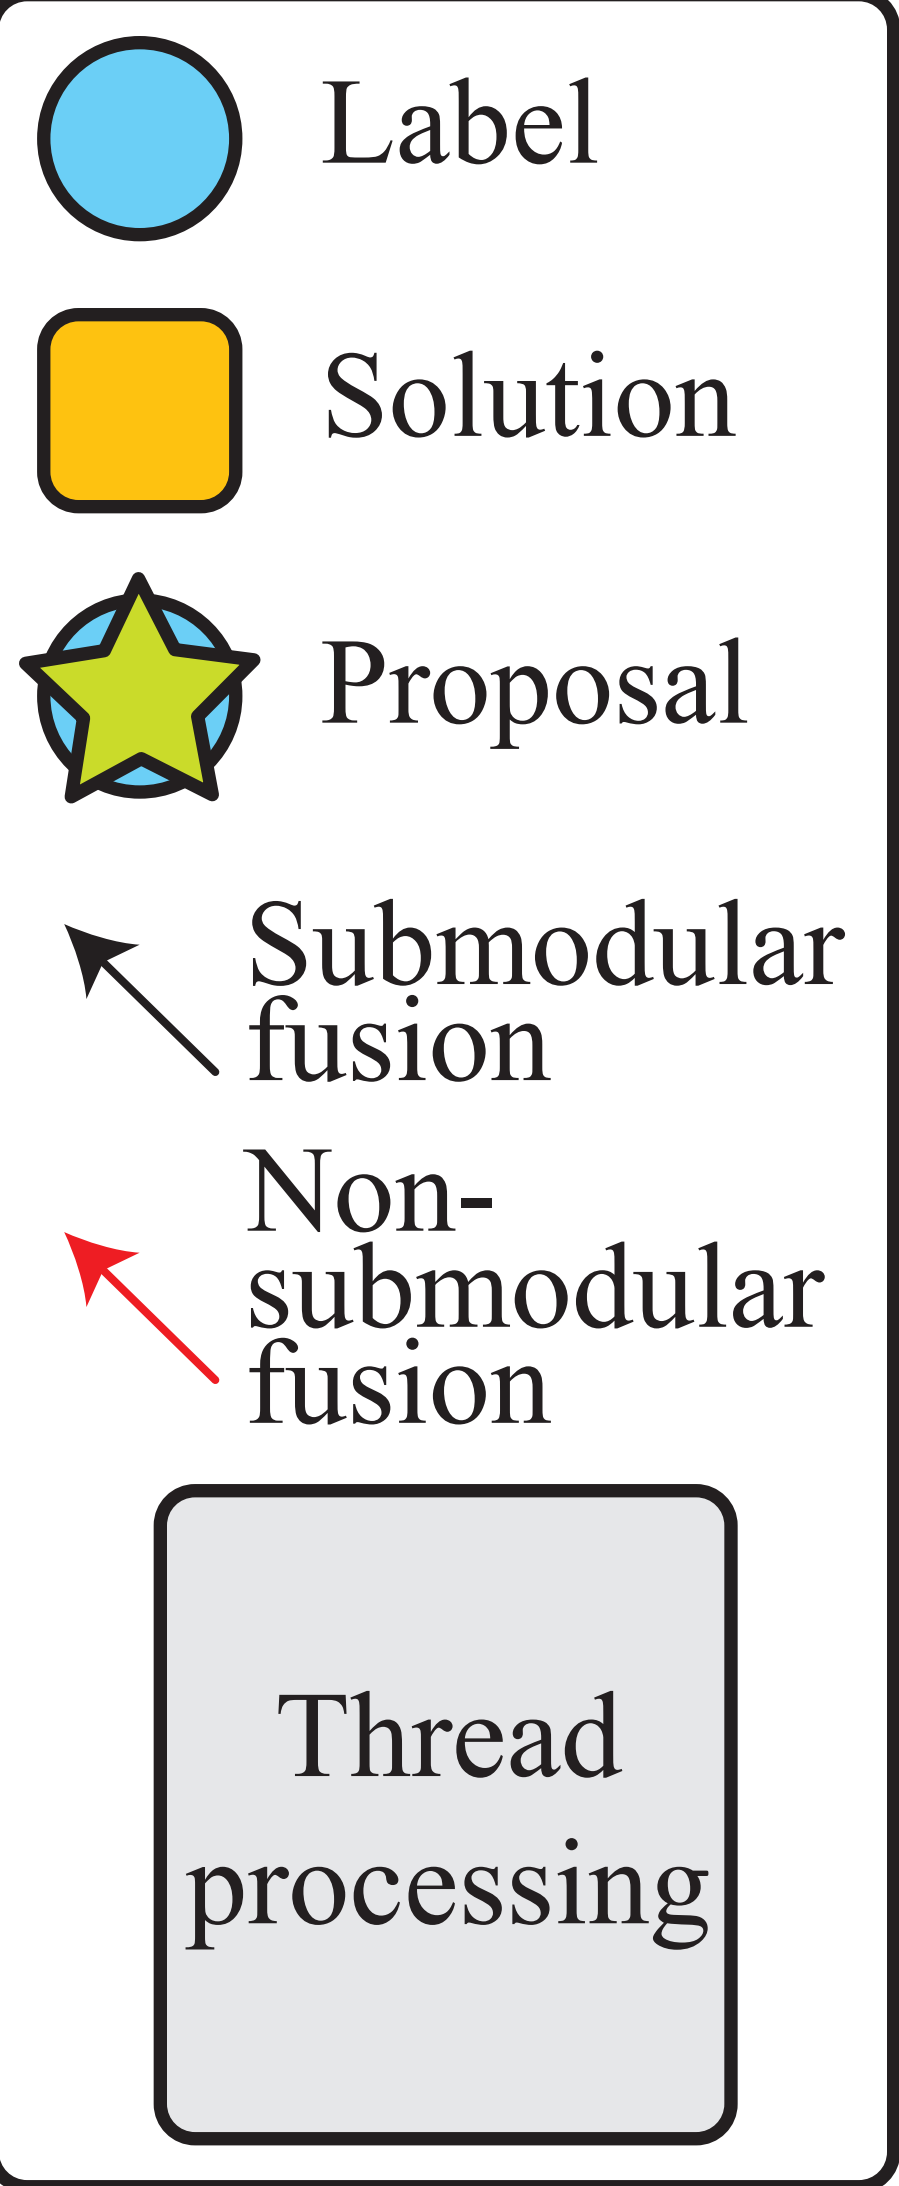 Label
Solution
Proposal
Submodular
fusion
Non-
submodular
fusion
Thread
processing